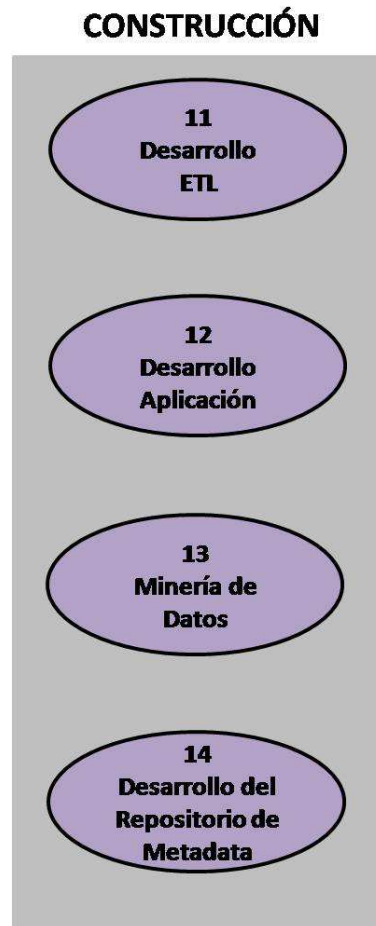 CONSTRUCCIÓN
11
Desarrollo
ETL
12
Desarrollo
Aplicación
13
Minería de
Datos
14
Desarrollo del
Repositorio de
Metadata